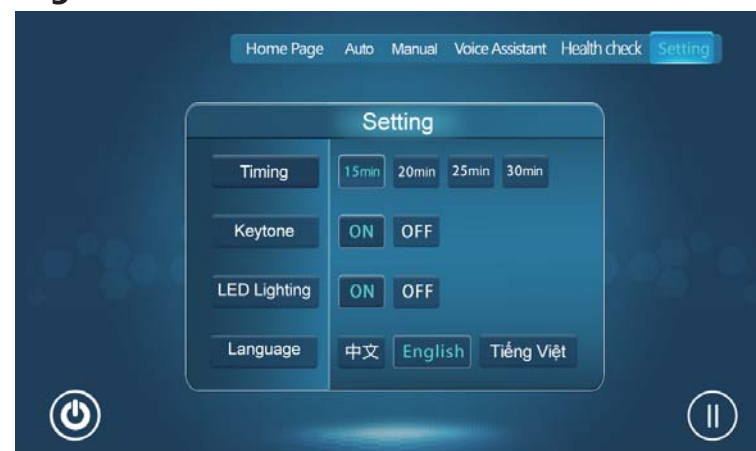 Home Page Auto Manual Voice Assistant Health check Setting
Setting
Timing 15min 20min 25min 30min
Keytone ON OFF
LED Lighting ON OFF
Language 中文 English Tiếng Việt